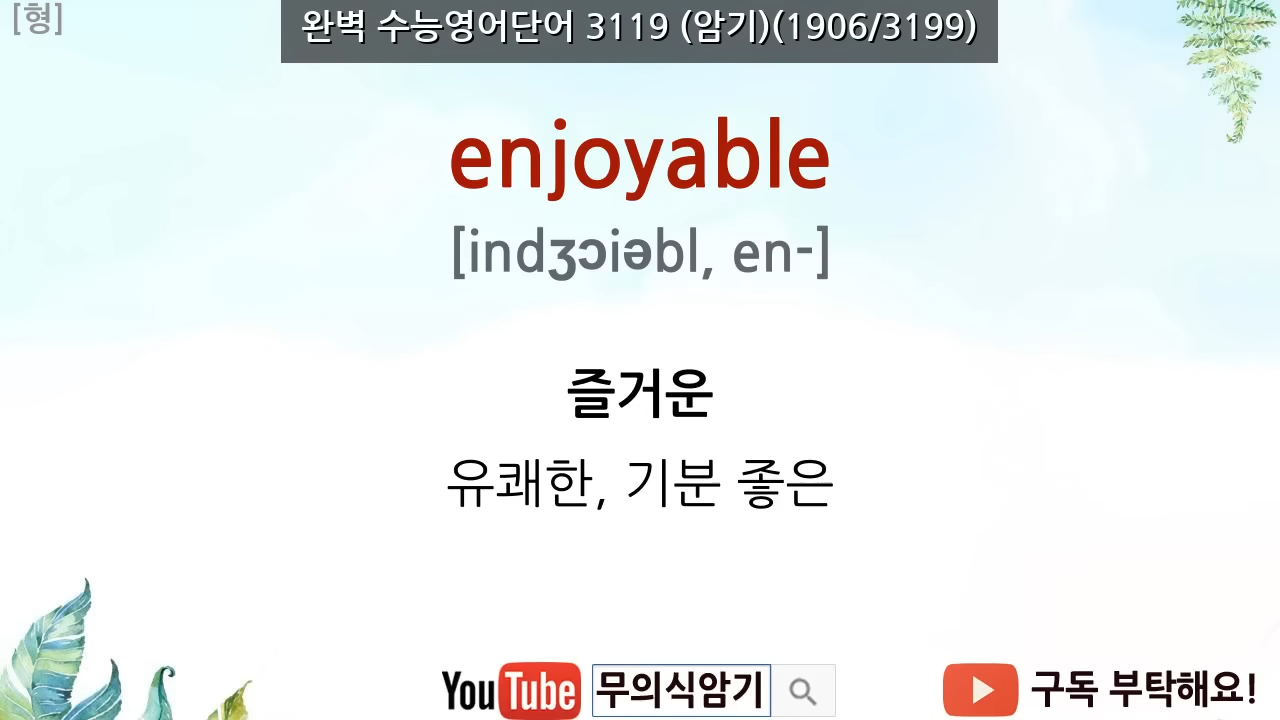 [형]
완벽 수능영어단어 3119 (암기)(1906/3199)
enjoyable
[indʒɔiəbl, en-]
즐거운
유쾌한, 기분 좋은
YouTube 무의식암기
구독 부탁해요!